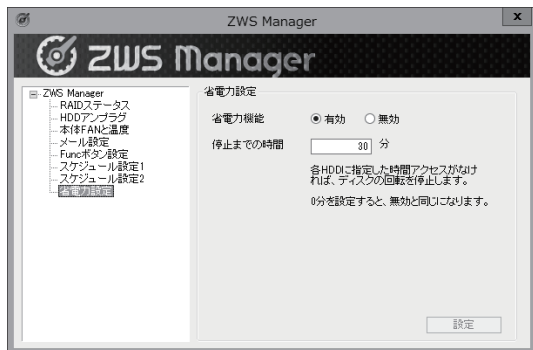 ZWS Manager
x
ZWS Manager
ZWS Manager
RAIDステータス
HDDアンプラグ
本体FANと温度
メール設定
Funcボタン設定
スケジュール設定1
スケジュール設定2
省電力設定
省電力設定
省電力機能 有効 無効
停止までの時間 30 分
各HDDに指定した時間アクセスがなけ
れば、ディスクの回転を停止します。
0分を設定すると、無効と同じになります。
設定